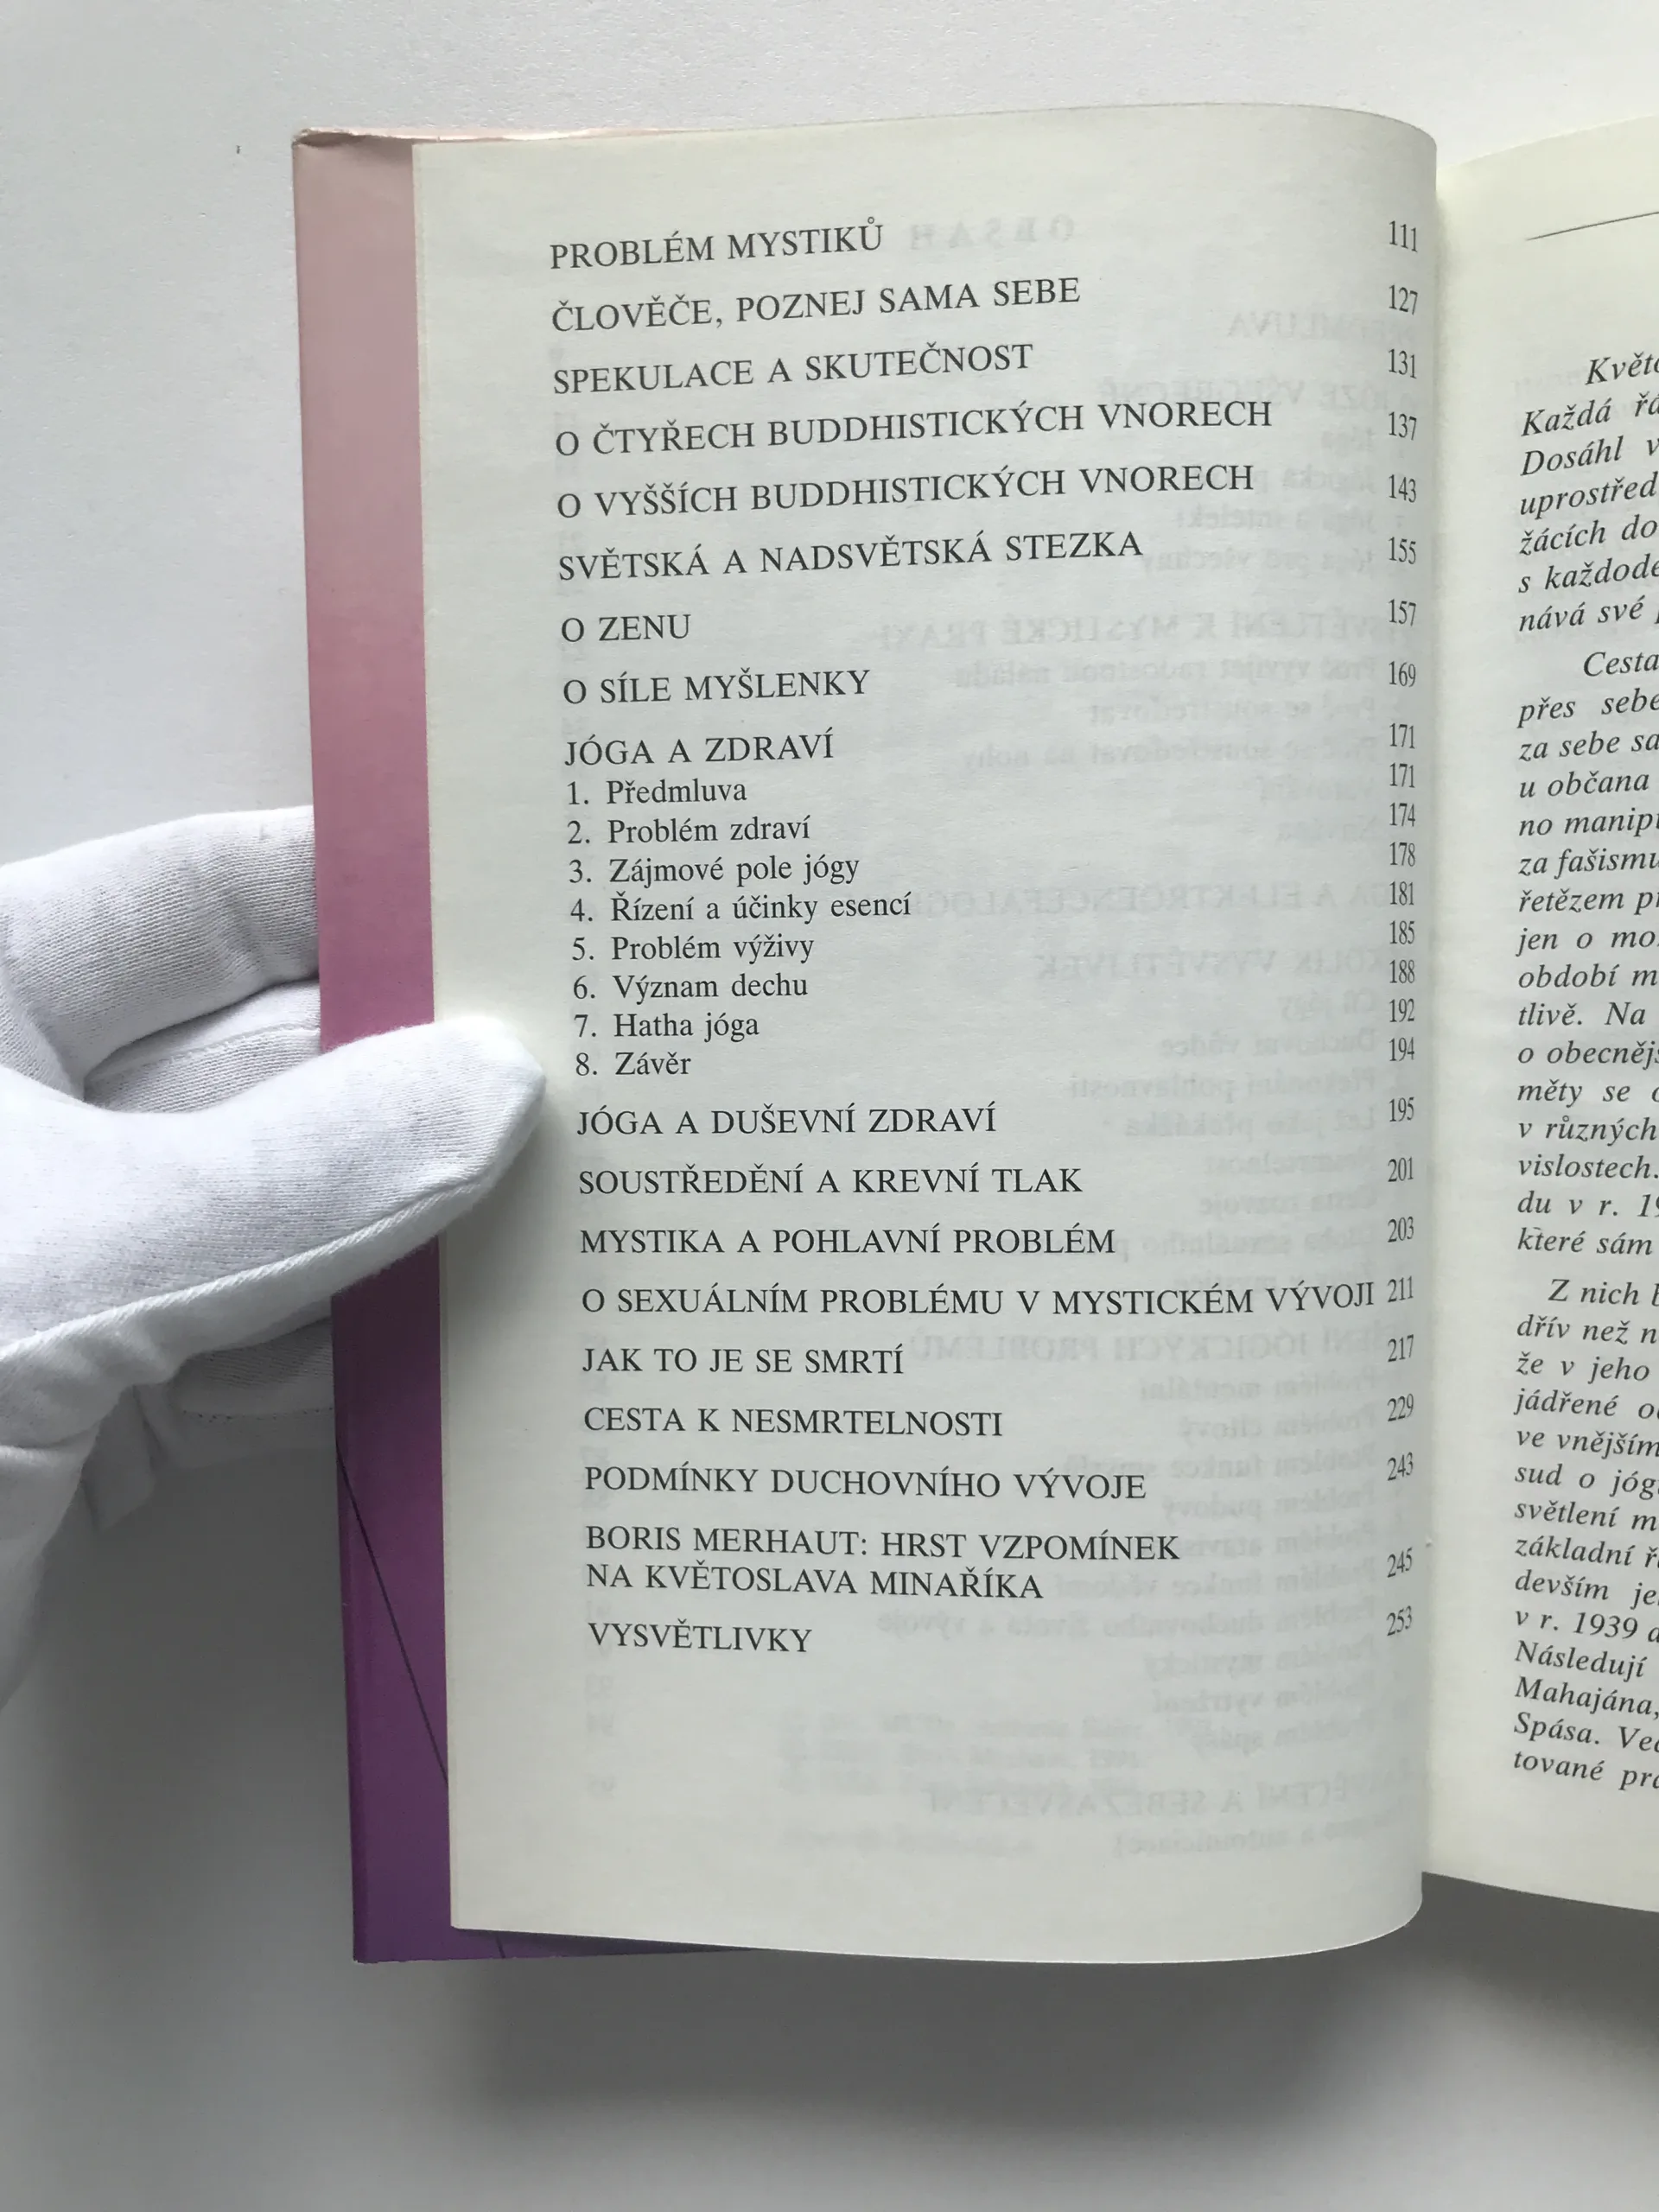 PROBLÉM MYSTIKŮ 111
ČLOVĚČE, POZNEJ SAMA SEBE 127
SPEKULACE A SKUTEČNOST 131
O ČTYŘECH BUDDHISTICKÝCH VNORECH 137
O VYŠŠÍCH BUDDHISTICKÝCH VNORECH 143
SVĚTSKÁ A NADSVĚTSKÁ STEZKA 155
O ZENU 157
O SÍLE MYŠLENKY 169
JÓGA A ZDRAVÍ 171
1. Předmluva 171
2. Problém zdraví 174
3. Zájmové pole jógy 178
4. Řízení a účinky esencí 181
5. Problém výživy 185
6. Význam dechu 188
7. Hatha jóga 192
8. Závěr 194
JÓGA A DUŠEVNÍ ZDRAVÍ 195
SOUSTŘEDĚNÍ A KREVNÍ TLAK 201
MYSTIKA A POHLAVNÍ PROBLÉM 203
O SEXUÁLNÍM PROBLÉMU V MYSTICKÉM VÝVOJI 211
JAK TO JE SE SMRTÍ 217
CESTA K NESMRTELNOSTI 229
PODMÍNKY DUCHOVNÍHO VÝVOJE 243
BORIS MERHAUT: HRST VZPOMÍNEK
NA KVĚTOSLAVA MINAŘÍKA 245
VYSVĚTLIVKY 253
Květo
Každá řá
Dosáhl v
uprostřed
žácích do
s každode
nává své
Cesta
přes sebe
za sebe sa
u občana
no manipu
za fašismu
řetězem př
jen o mo
období m
tlivě. Na
o obecnějš
měty se
v různých
vislostech.
du v r. 19
které sám
Z nich
dřív než n
že v jeho
jádřené
ve vnějším
sud o jóg
světlení m
základní
devším je
v r. 1939
Následují
Mahajána,
Spása. Ved
tované pra